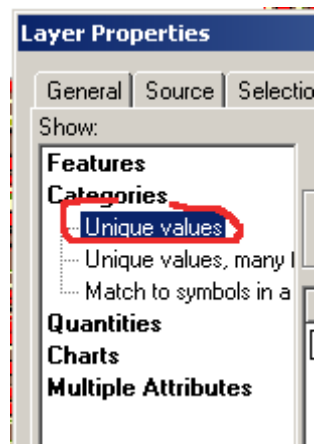 Layer Properties
General Source Selectio
Show:
Features
Categories
Unique values
Unique values, many
Match to symbols in a
Quantities
Charts
Multiple Attributes